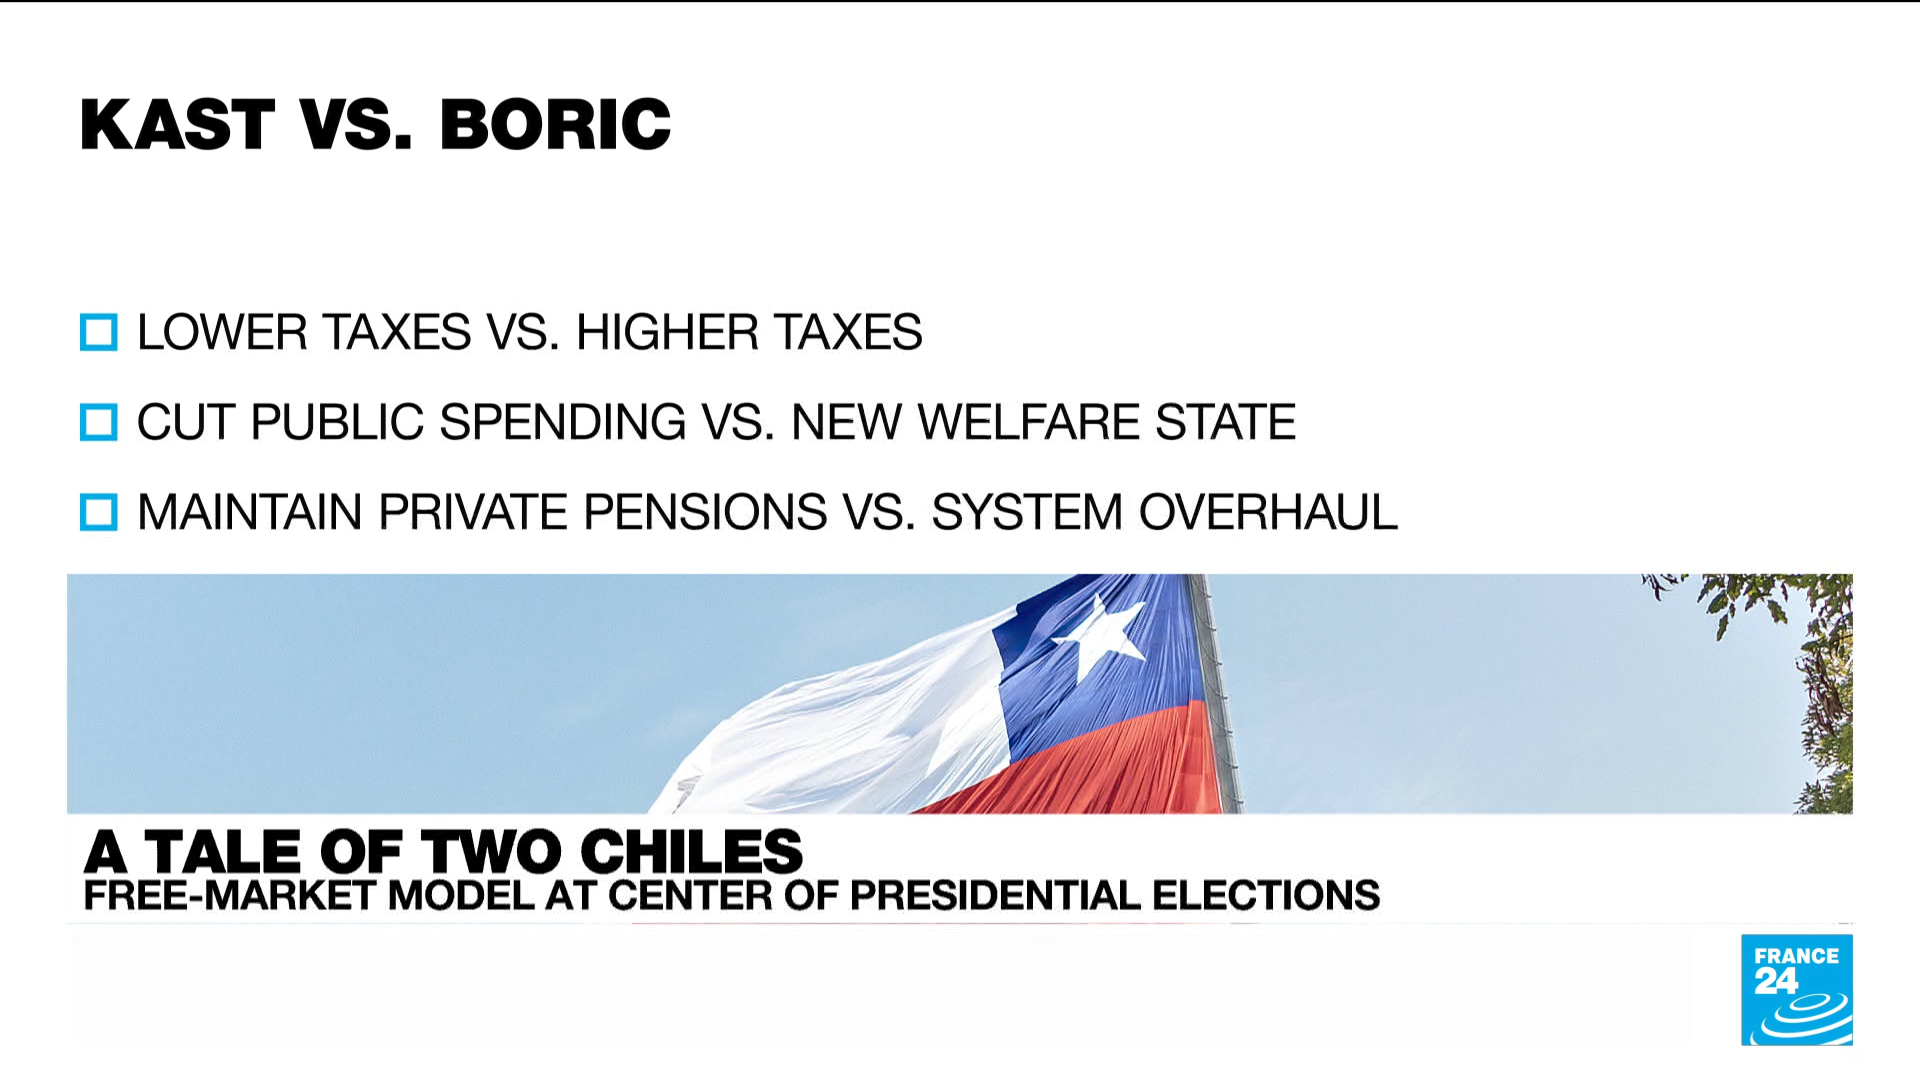 KAST VS. BORIC
LOWER TAXES VS. HIGHER TAXES
CUT PUBLIC SPENDING VS. NEW WELFARE STATE
MAINTAIN PRIVATE PENSIONS VS. SYSTEM OVERHAUL
A TALE OF TWO CHILES
FREE-MARKET MODEL AT CENTER OF PRESIDENTIAL ELECTIONS
FRANCE
24